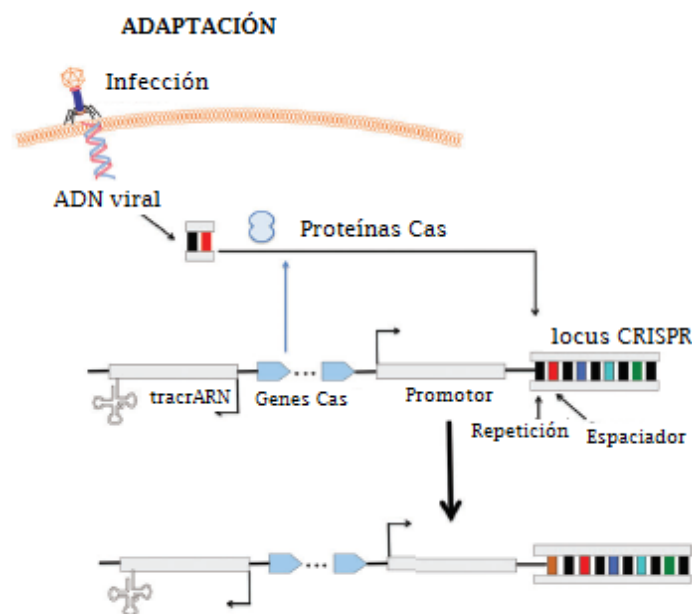 ADAPTACIÓN
Infección
ADN viral
Proteínas Cas
locus CRISPR
tracrARN
Genes Cas
Promotor
Repetición
Espaciador